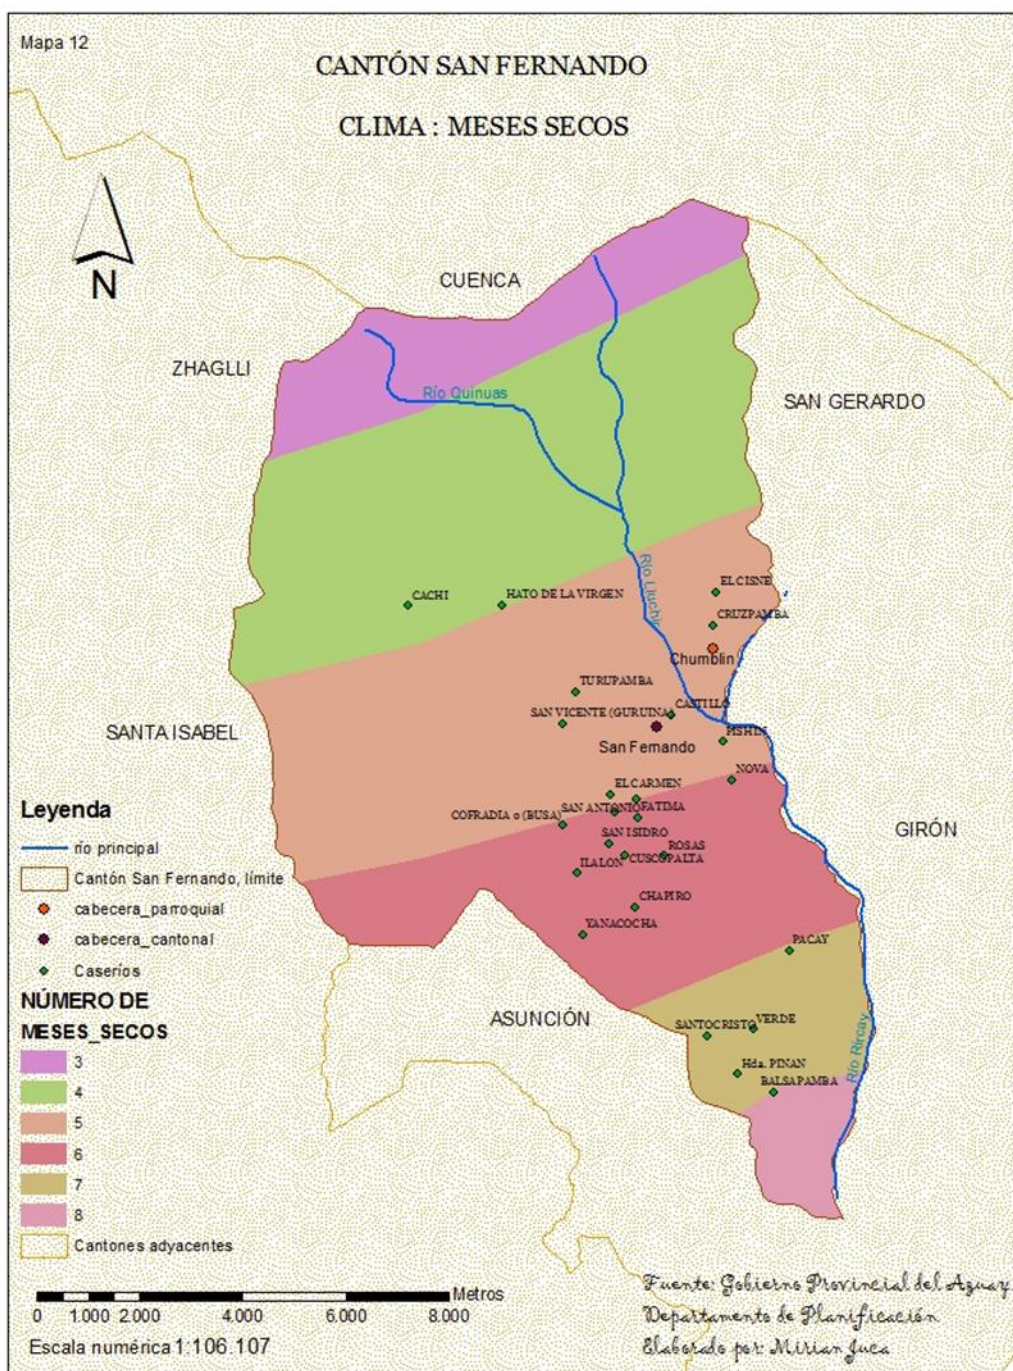 Mapa 12
CANTÓN SAN FERNANDO
CLIMA : MESES SECOS
N
CUENCA
ZHAGLLI
SAN GERARDO
Río Quinuas
Río Lluchir
EL CISNE
CACHI
HATO DE LA VIRGEN
CRUZPAMBA
Chumblin
TURUPAMBA
CASTILLO
SAN VICENTE (GURUINA)
SANTA ISABEL
San Fernando
NOVA
EL CARMEN
SAN ANTONIO
FATIMA
COFRADIA o (BUSA)
SAN ISIDRO
ROSAS
CUSCOPALTA
ILALON
CHAPIRO
YANACOCHA
GIRÓN
PACAY
ASUNCIÓN
SANTOCRISTO
VERDE
Hda. PINAN
BALSAPAMBA
Río Rircay
Leyenda
río principal
Cantón San Fernando, límite
cabecera_parroquial
cabecera_cantonal
Caseríos
NÚMERO DE
MESES_SECOS
3
4
5
6
7
8
Cantones adyacentes
Metros
0 1.000 2.000 4.000 6.000 8.000
Escala numérica 1:106.107
Fuente: Gobierno Provincial del Azuay.
Departamento de Planificación
Elaborado por: Mirian Juca